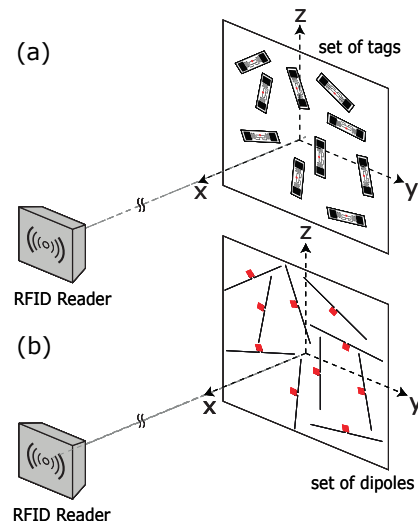 (a)
z
set of tags
x
y
RFID Reader
z
(b)
x
y
RFID Reader
set of dipoles